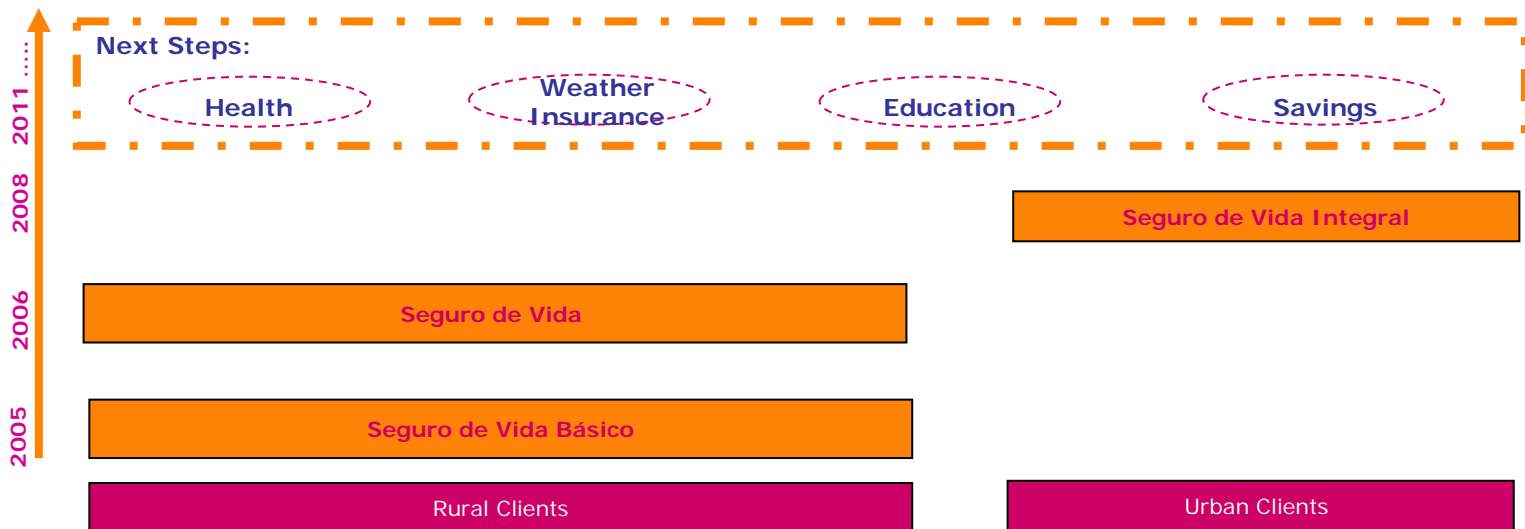 Next Steps:
Health
Weather
Insurance
Education
Savings
2011 .....
2008
Seguro de Vida Integral
2006
Seguro de Vida
2005
Seguro de Vida Básico
Rural Clients
Urban Clients